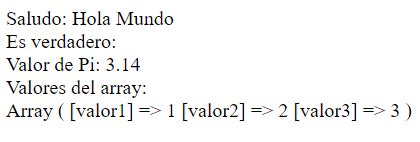 Saludo: Hola Mundo
Es verdadero:
Valor de Pi: 3.14
Valores del array:
Array ( [valor1] => 1 [valor2] => 2 [valor3] => 3 )